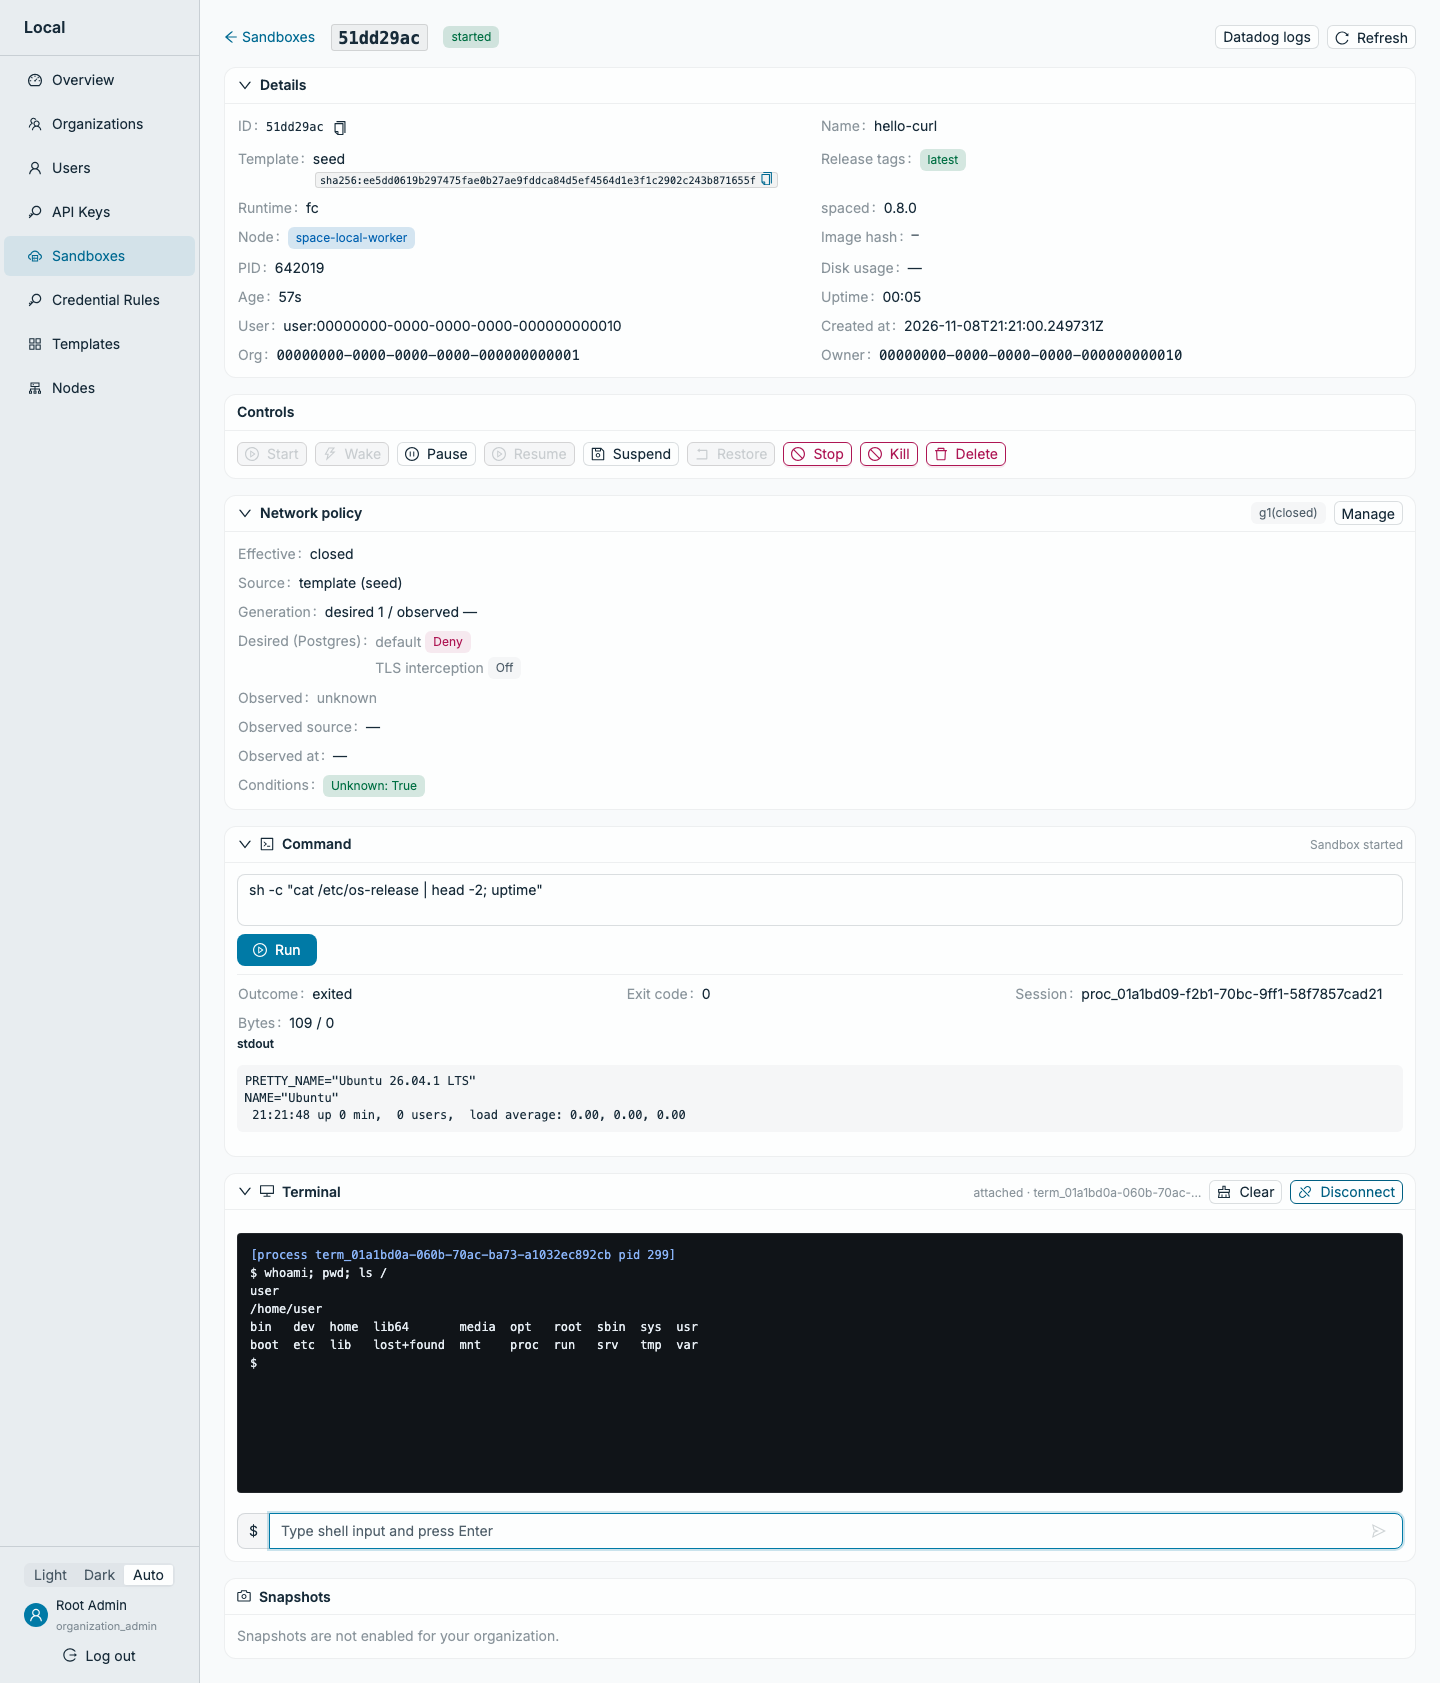 Local
Overview
Organizations
Users
API Keys
Sandboxes
Credential Rules
Templates
Nodes
Light Dark Auto
Root Admin
organization_admin
Log out
Sandboxes 51dd29ac started Datadog logs Refresh
Details
ID: 51dd29ac Name: hello-curl
Template: seed Release tags: latest
sha256:ee5dd0619b297475fae0b27ae9fddca84d5ef4564d1e3f1c2902c243b871655f
Runtime: fc spaced: 0.8.0
Node: space-local-worker Image hash: –
PID: 642019 Disk usage: —
Age: 57s Uptime: 00:05
User: user:00000000-0000-0000-0000-000000000010 Created at: 2026-11-08T21:21:00.249731Z
Org: 00000000-0000-0000-0000-000000000001 Owner: 00000000-0000-0000-0000-000000000010
Controls
Start Wake Pause Resume Suspend Restore Stop Kill Delete
Network policy g1(closed) Manage
Effective: closed
Source: template (seed)
Generation: desired 1 / observed —
Desired (Postgres): default Deny
TLS interception Off
Observed: unknown
Observed source: —
Observed at: —
Conditions: Unknown: True
Command Sandbox started
sh -c "cat /etc/os-release | head -2; uptime"
Run
Outcome: exited Exit code: 0 Session: proc_01a1bd09-f2b1-70bc-9ff1-58f7857cad21
Bytes: 109 / 0
stdout
PRETTY_NAME="Ubuntu 26.04.1 LTS"
NAME="Ubuntu"
21:21:48 up 0 min,  0 users,  load average: 0.00, 0.00, 0.00
Terminal attached · term_01a1bd0a-060b-70ac-... Clear Disconnect
[process term_01a1bd0a-060b-70ac-ba73-a1032ec892cb pid 299]
$ whoami; pwd; ls /
user
/home/user
bin   dev  home  lib64       media  opt   root  sbin  sys  usr
boot  etc  lib   lost+found  mnt    proc  run   srv   tmp  var
$
$ Type shell input and press Enter
Snapshots
Snapshots are not enabled for your organization.